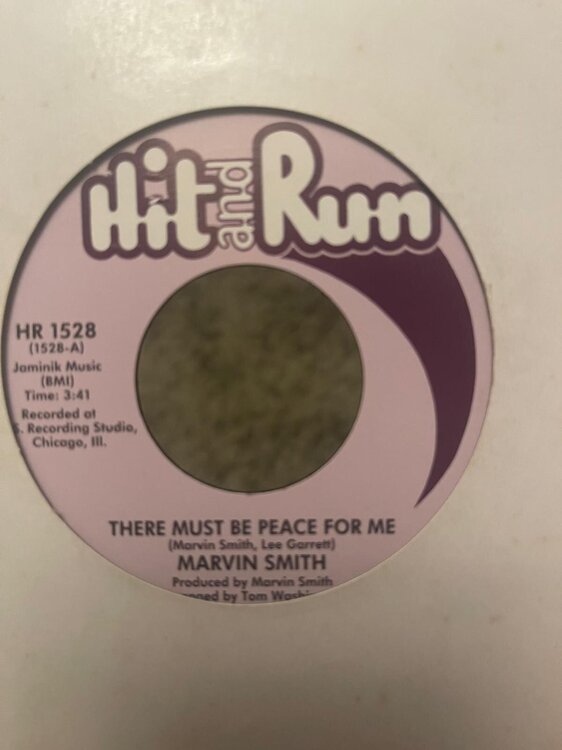 Hit and Run
HR 1528
(1528-A)
Jaminik Music
(BMI)
Time: 3:41
Recorded at
S. Recording Studio,
Chicago, Ill.
THERE MUST BE PEACE FOR ME
(Marvin Smith, Lee Garrett)
MARVIN SMITH
Produced by Marvin Smith
by Tom